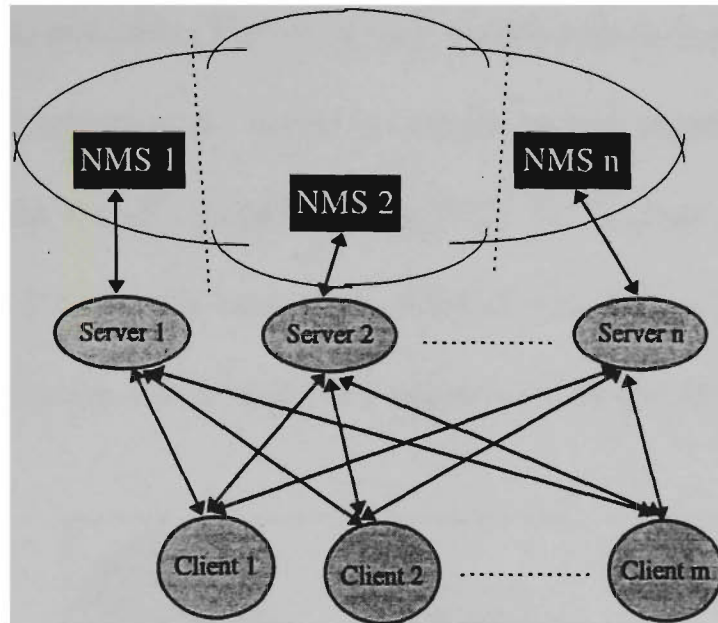 NMS 1
NMS n
NMS 2
Server 1
Server 2
Server n
Client 1
Client 2
Client m